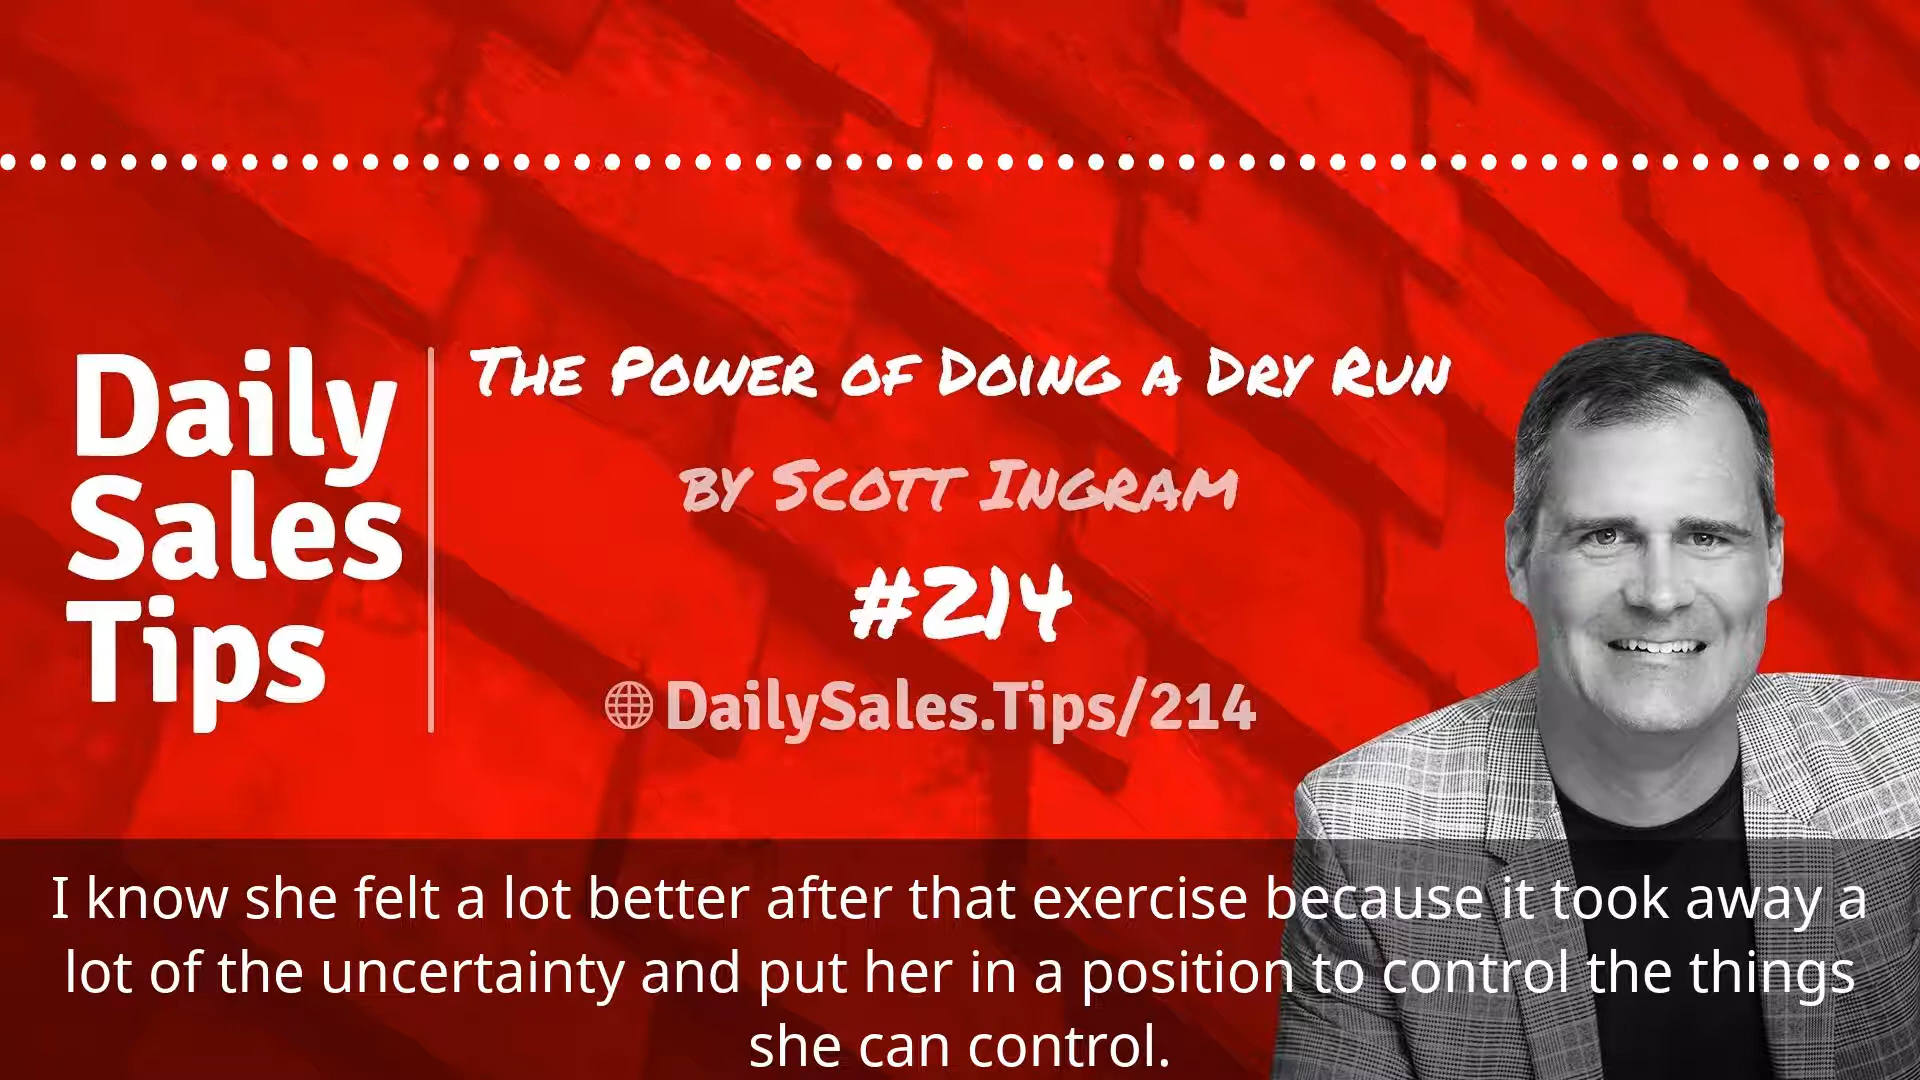 Daily
Sales
Tips
The Power of Doing a Dry Run
by Scott Ingram
#214
DailySales.Tips/214
I know she felt a lot better after that exercise because it took away a
lot of the uncertainty and put her in a position to control the things
she can control.